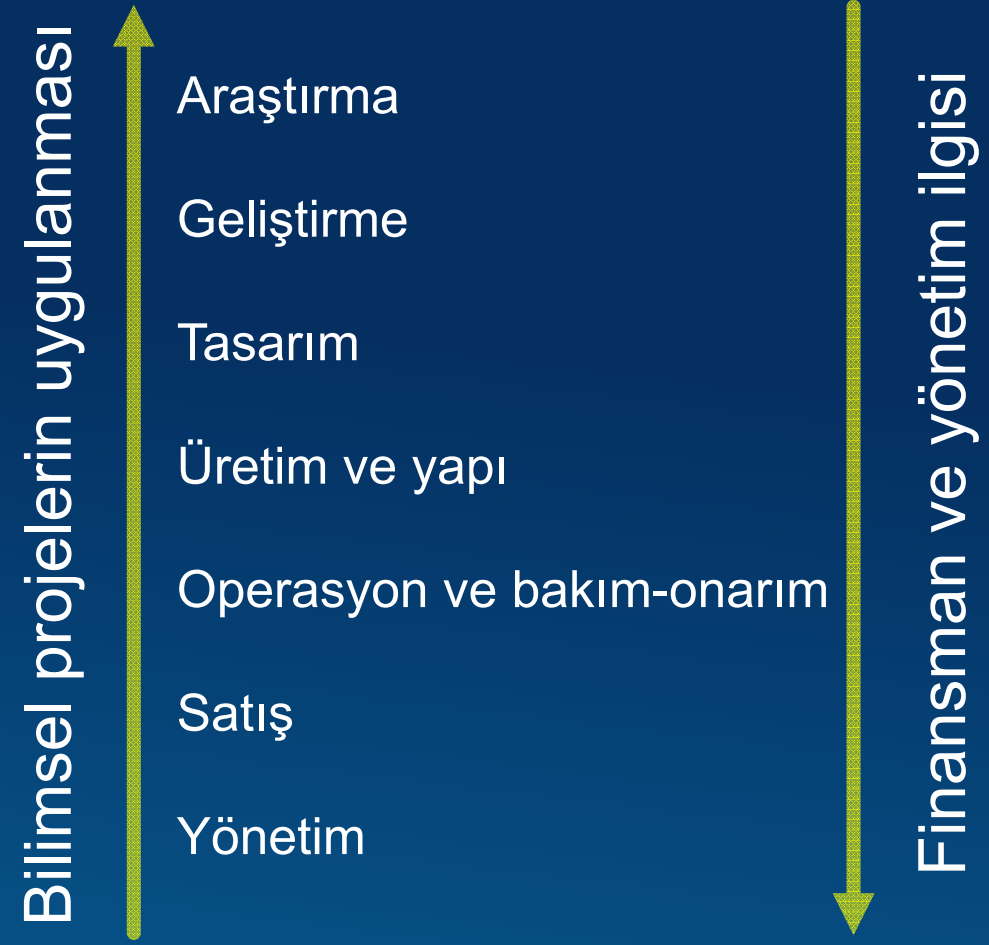 Bilimsel projelerin uygulanması
Araştırma
Geliştirme
Tasarım
Üretim ve yapı
Operasyon ve bakım-onarım
Satış
Yönetim
Finansman ve yönetim ilgisi